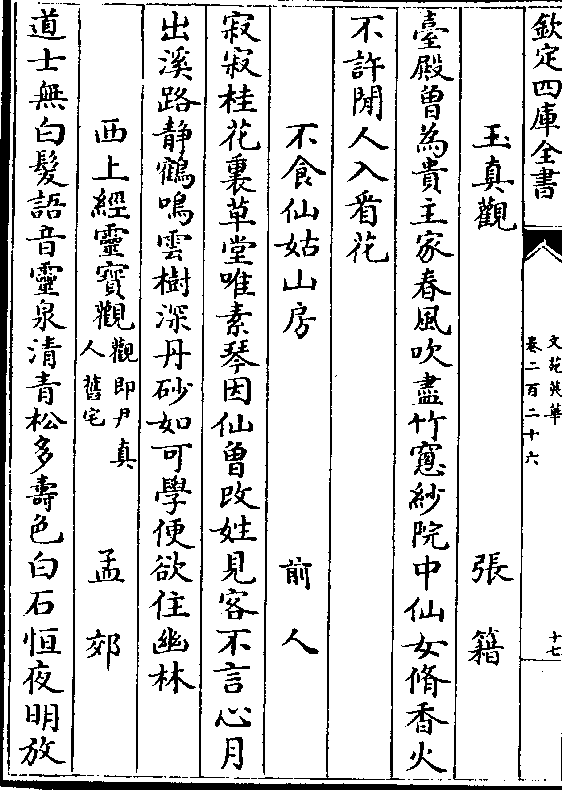 欽定四庫全書
文苑英華
卷二百二十六
十七
玉真觀 張籍
臺殿曾為貴主家春風吹盡竹窻紗院中仙女脩香火
不許閒人入看花
不食仙姑山房 前人
寂寂桂花裏草堂唯素琴因仙曾改姓見客不言心月
出溪路静鶴鳴雲樹深丹砂如可學便欲住幽林
西上經靈寶觀觀即尹真人舊宅 孟郊
道士無白髮語音靈泉清青松多壽色白石恒夜明放